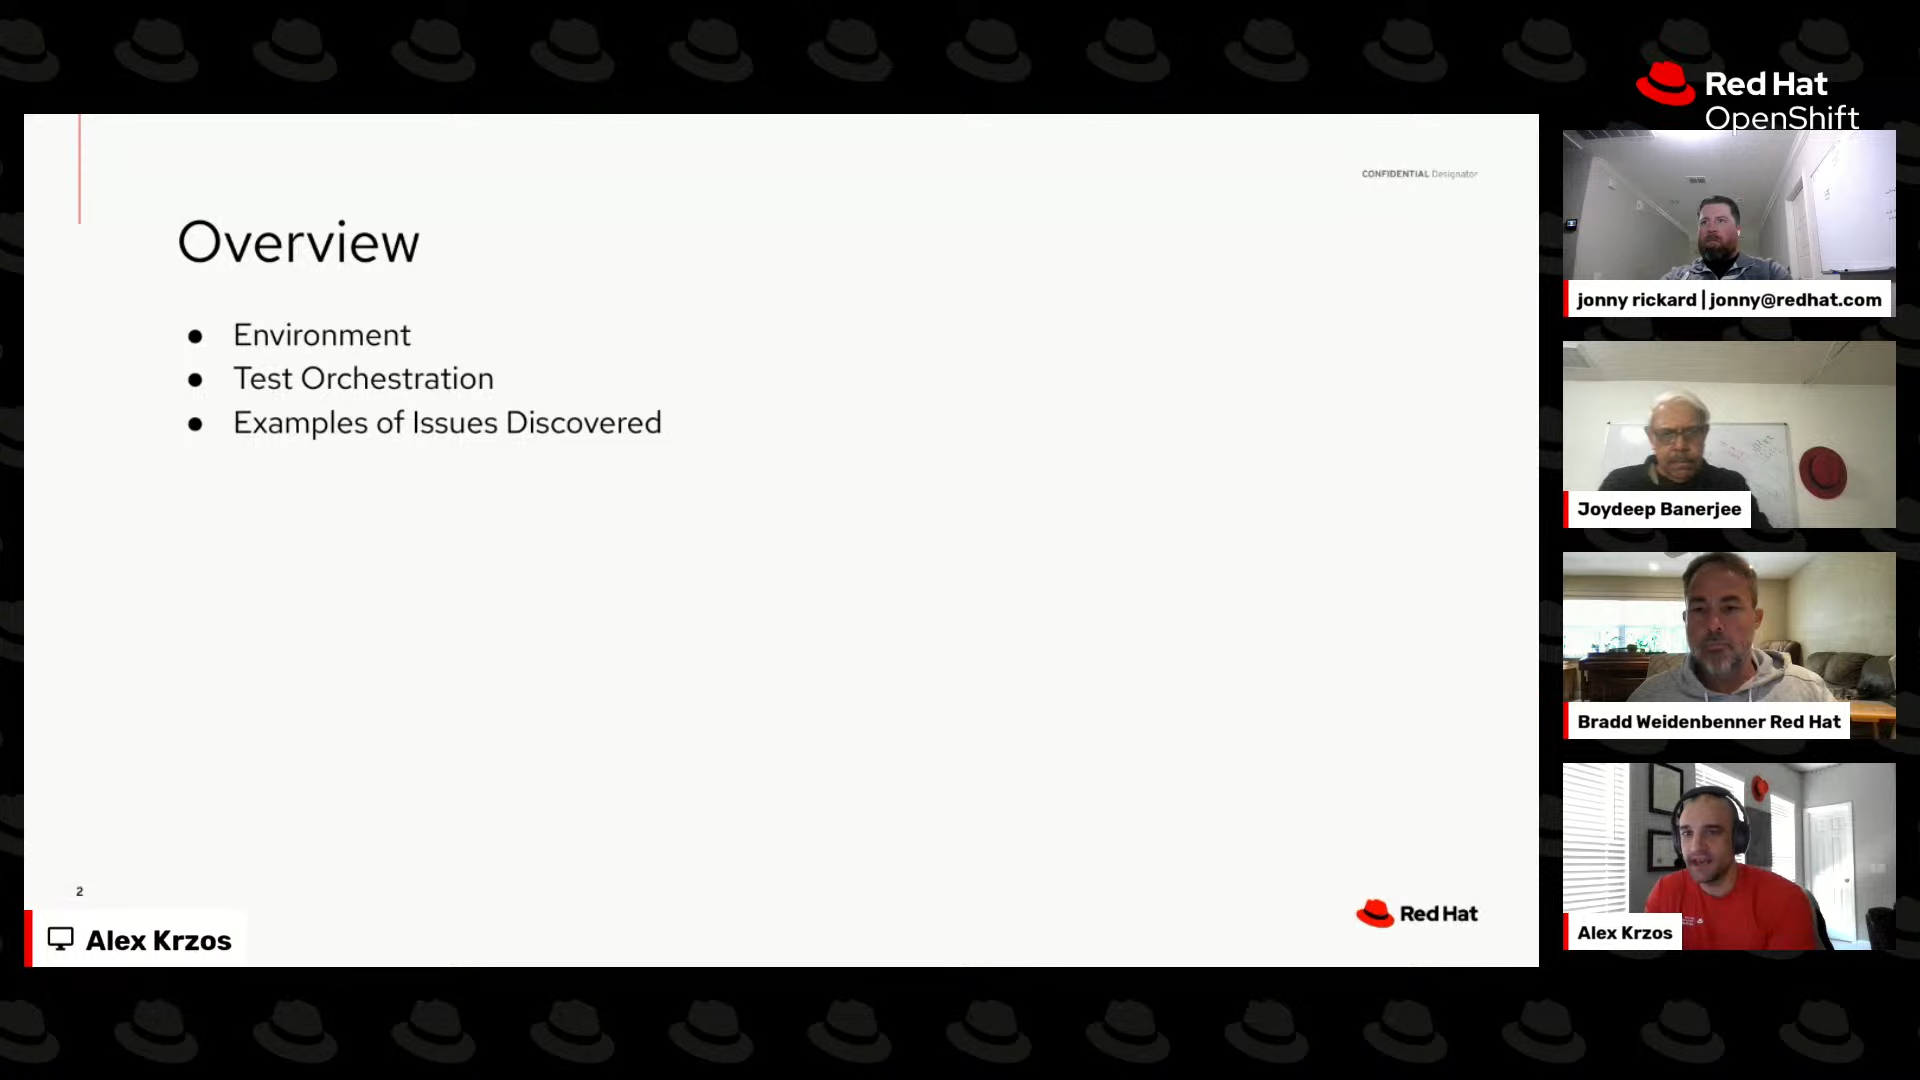 Red Hat
OpenShift
CONFIDENTIAL Designator
Overview
● Environment
● Test Orchestration
● Examples of Issues Discovered
2
Red Hat
Alex Krzos
jonny rickard | jonny@redhat.com
Joydeep Banerjee
Bradd Weidenbenner Red Hat
Alex Krzos